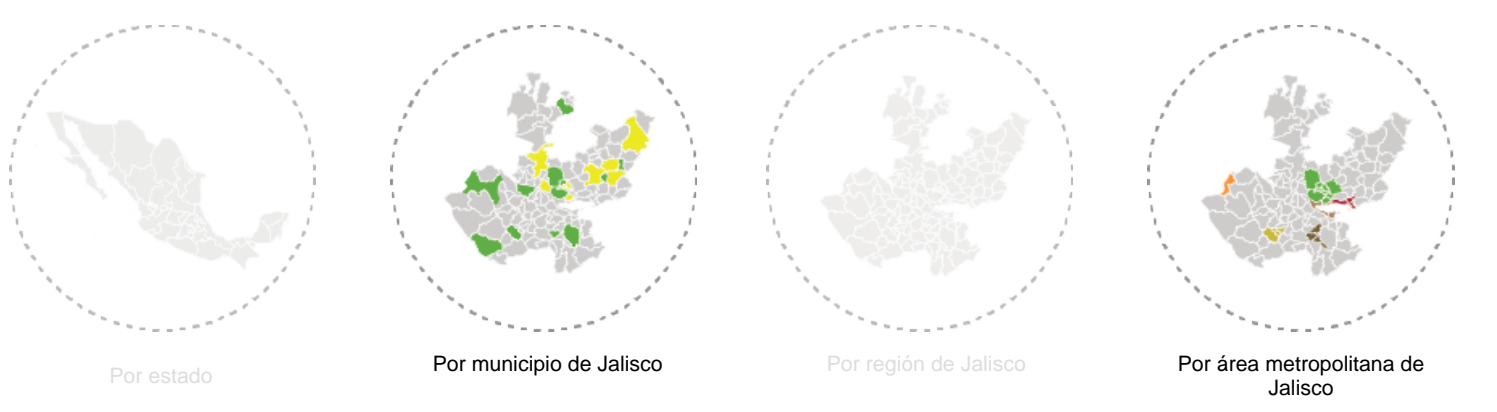 Por estado
Por municipio de Jalisco
Por región de Jalisco
Por área metropolitana de
Jalisco